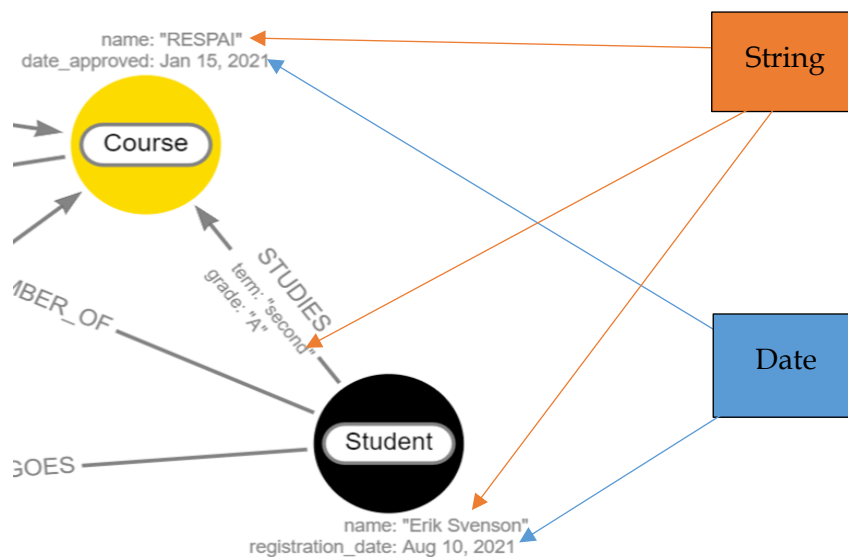 name: "RESPAI"
date_approved: Jan 15, 2021
String
Course
STUDIES
term: "second"
grade: "A"
MBER_OF
Date
Student
GOES
name: "Erik Svenson"
registration_date: Aug 10, 2021